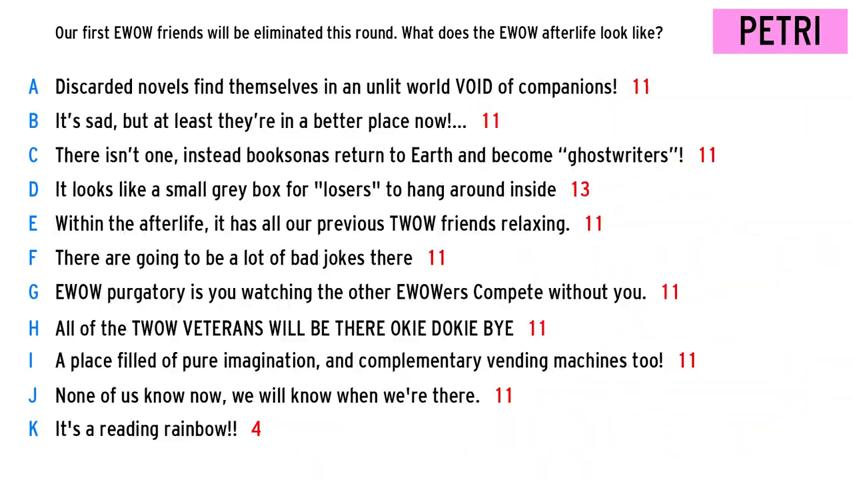 Our first EWOW friends will be eliminated this round. What does the EWOW afterlife look like?
PETRI
A Discarded novels find themselves in an unlit world VOID of companions! 11
B It's sad, but at least they're in a better place now!... 11
C There isn't one, instead booksonas return to Earth and become “ghostwriters”! 11
D It looks like a small grey box for "losers" to hang around inside 13
E Within the afterlife, it has all our previous TWOW friends relaxing. 11
F There are going to be a lot of bad jokes there 11
G EWOW purgatory is you watching the other EWOWers Compete without you. 11
H All of the TWOW VETERANS WILL BE THERE OKIE DOKIE BYE 11
I A place filled of pure imagination, and complementary vending machines too! 11
J None of us know now, we will know when we're there. 11
K It's a reading rainbow!! 4